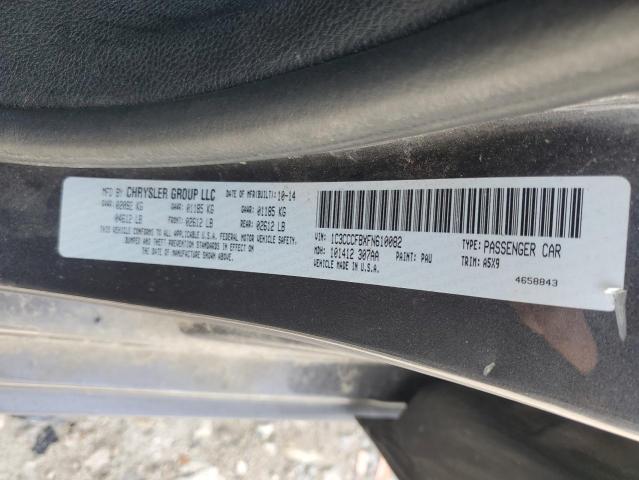 MFD BY CHRYSLER GROUP LLC DATE OF MFR(BUILT): 10-14
GVWR: 02092 KG GAWR: 01185 KG GAWR: 01185 KG
04612 LB FRONT: 02612 LB REAR: 02612 LB
THIS VEHICLE CONFORMS TO ALL APPLICABLE U.S.A. FEDERAL MOTOR VEHICLE SAFETY,
BUMPER AND THEFT PREVENTION STANDARDS IN EFFECT ON
THE DATE OF MANUFACTURE SHOWN ABOVE.
VIN: 1C3CCCFBXFN610082 TYPE: PASSENGER CAR
MDH: 101412 307AA PAINT: PAU TRIM: A5X9
VEHICLE MADE IN U.S.A.
4658843